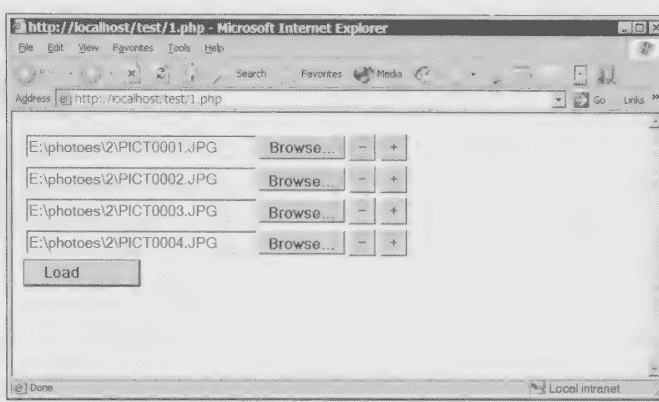 http://localhost/test/1.php - Microsoft Internet Explorer
File Edit View Favorites Tools Help
Search Favorites Media
Address http://localhost/test/1.php Go Links »
E:\photoes\2\PICT0001.JPG Browse... - +
E:\photoes\2\PICT0002.JPG Browse... - +
E:\photoes\2\PICT0003.JPG Browse... - +
E:\photoes\2\PICT0004.JPG Browse... - +
Load
Done Local intranet